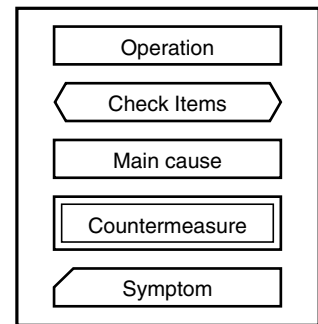 Operation
Check Items
Main cause
Countermeasure
Symptom